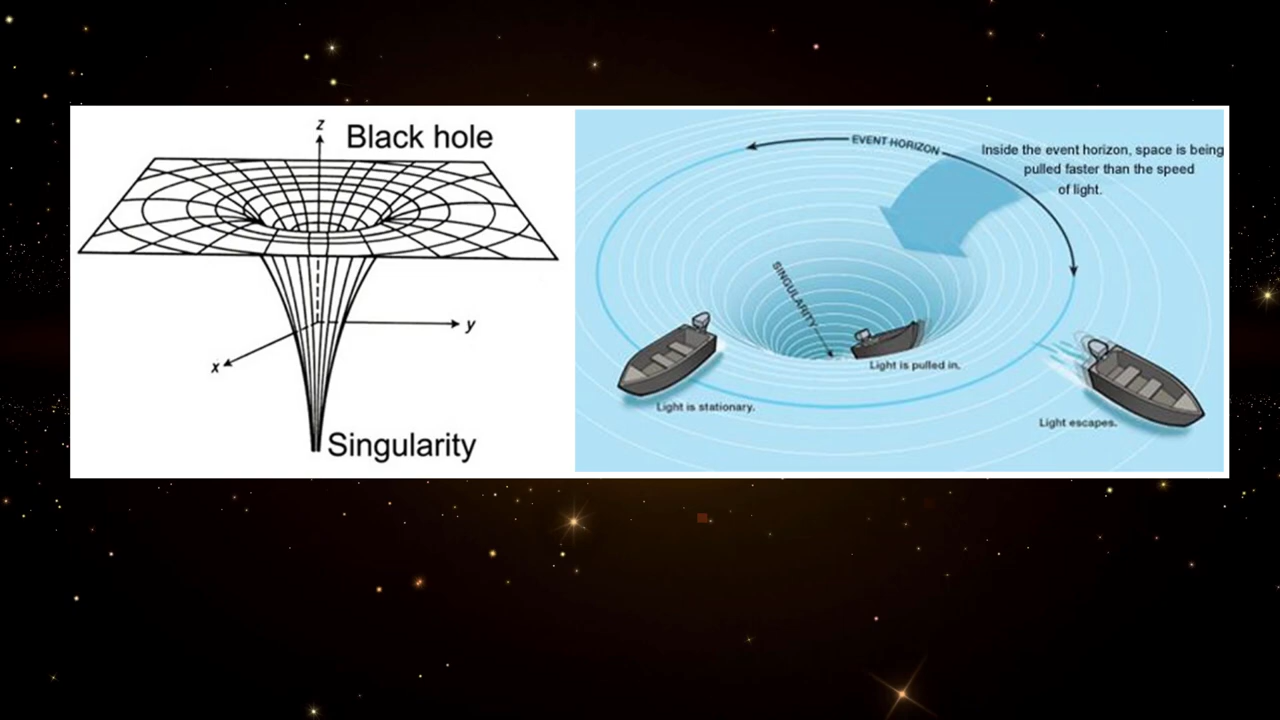 z
Black hole
y
x
Singularity
EVENT HORIZON
Inside the event horizon, space is being
pulled faster than the speed
of light.
SINGULARITY
Light is pulled in.
Light is stationary.
Light escapes.